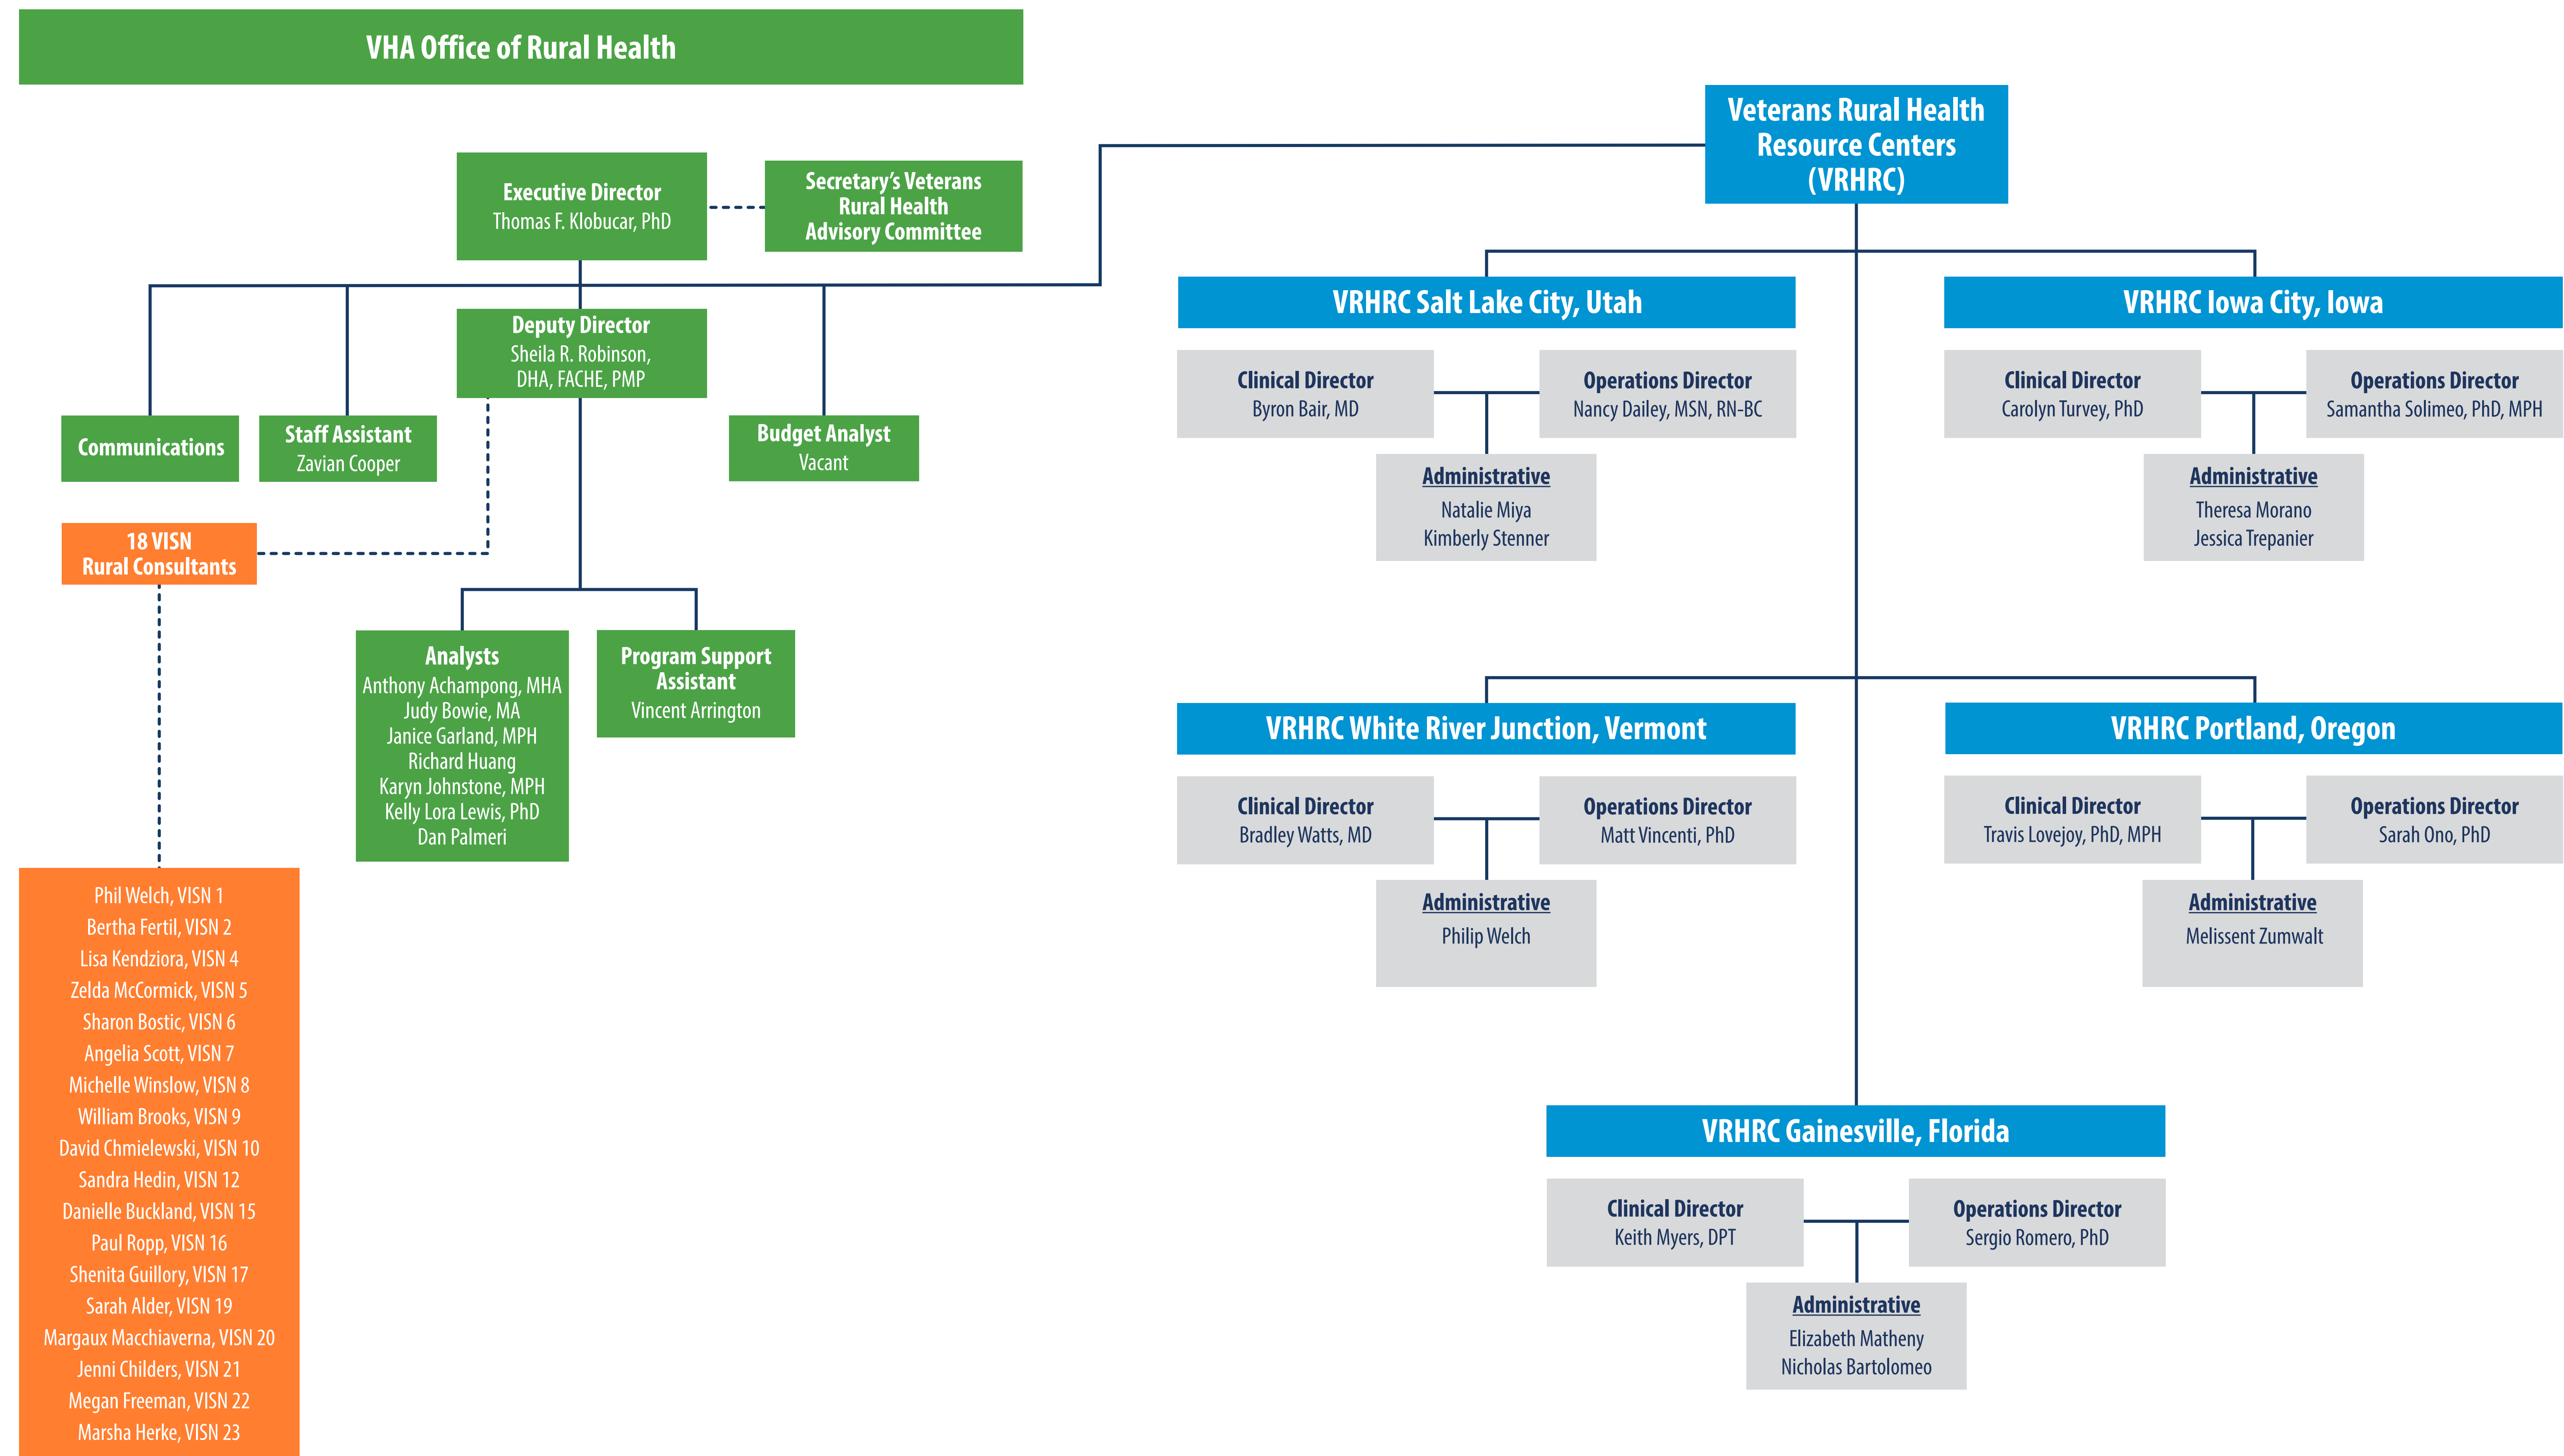 VHA Office of Rural Health
Executive Director
Thomas F. Klobucar, PhD
Secretary’s Veterans
Rural Health
Advisory Committee
Deputy Director
Sheila R. Robinson,
DHA, FACHE, PMP
Communications
Staff Assistant
Zavian Cooper
Budget Analyst
Vacant
18 VISN
Rural Consultants
Analysts
Anthony Achampong, MHA
Judy Bowie, MA
Janice Garland, MPH
Richard Huang
Karyn Johnstone, MPH
Kelly Lora Lewis, PhD
Dan Palmeri
Program Support
Assistant
Vincent Arrington
Phil Welch, VISN 1
Bertha Fertil, VISN 2
Lisa Kendziora, VISN 4
Zelda McCormick, VISN 5
Sharon Bostic, VISN 6
Angelia Scott, VISN 7
Michelle Winslow, VISN 8
William Brooks, VISN 9
David Chmielewski, VISN 10
Sandra Hedin, VISN 12
Danielle Buckland, VISN 15
Paul Ropp, VISN 16
Shenita Guillory, VISN 17
Sarah Alder, VISN 19
Margaux Macchiaverna, VISN 20
Jenni Childers, VISN 21
Megan Freeman, VISN 22
Marsha Herke, VISN 23
Veterans Rural Health
Resource Centers
(VRHRC)
VRHRC Salt Lake City, Utah
Clinical Director
Byron Bair, MD
Operations Director
Nancy Dailey, MSN, RN-BC
Administrative
Natalie Miya
Kimberly Stenner
VRHRC Iowa City, Iowa
Clinical Director
Carolyn Turvey, PhD
Operations Director
Samantha Solimeo, PhD, MPH
Administrative
Theresa Morano
Jessica Trepanier
VRHRC White River Junction, Vermont
Clinical Director
Bradley Watts, MD
Operations Director
Matt Vincenti, PhD
Administrative
Philip Welch
VRHRC Portland, Oregon
Clinical Director
Travis Lovejoy, PhD, MPH
Operations Director
Sarah Ono, PhD
Administrative
Melissent Zumwalt
VRHRC Gainesville, Florida
Clinical Director
Keith Myers, DPT
Operations Director
Sergio Romero, PhD
Administrative
Elizabeth Matheny
Nicholas Bartolomeo